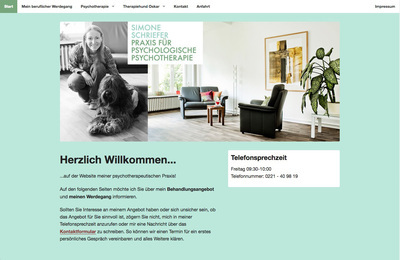 Start Mein beruflicher Werdegang Psychotherapie Therapiehund Oskar Kontakt Anfahrt Impressum
SIMONE
SCHRIEFER
PRAXIS FÜR
PSYCHOLOGISCHE
PSYCHOTHERAPIE
Herzlich Willkommen...
...auf der Website meiner psychotherapeutischen Praxis!
Auf den folgenden Seiten möchte ich Sie über mein Behandlungsangebot
und meinen Werdegang informieren.
Sollten Sie Interesse an meinem Angebot haben oder sich unsicher sein, ob
das Angebot für Sie sinnvoll ist, zögern Sie nicht, mich in meiner
Telefonsprechzeit anzurufen oder mir eine Nachricht über das
Kontaktformular zu schreiben. So können wir einen Termin für ein erstes
persönliches Gespräch vereinbaren und alles Weitere klären.
Telefonsprechzeit
Freitag 09:30-10:00
Telefonnummer: 0221 - 43 98 19